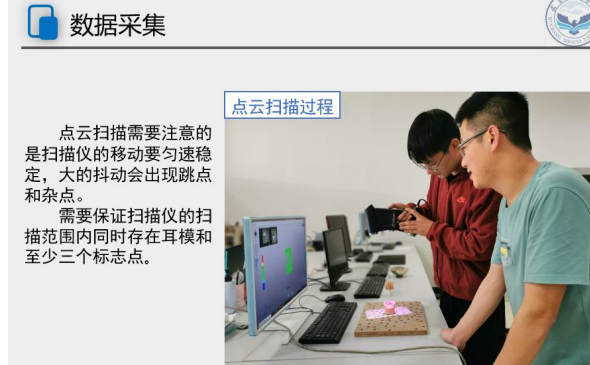 数据采集
点云扫描过程
点云扫描需要注意的
是扫描仪的移动要匀速稳
定，大的抖动会出现跳点
和杂点。
需要保证扫描仪的扫
描范围内同时存在耳模和
至少三个标志点。